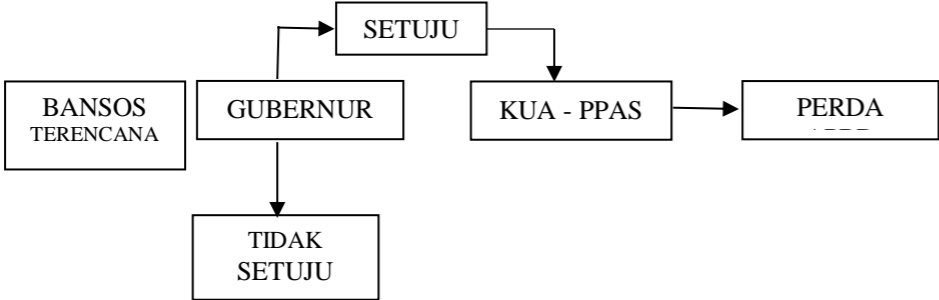 SETUJU
BANSOS
TERENCANA
GUBERNUR
KUA - PPAS
PERDA
TIDAK
SETUJU